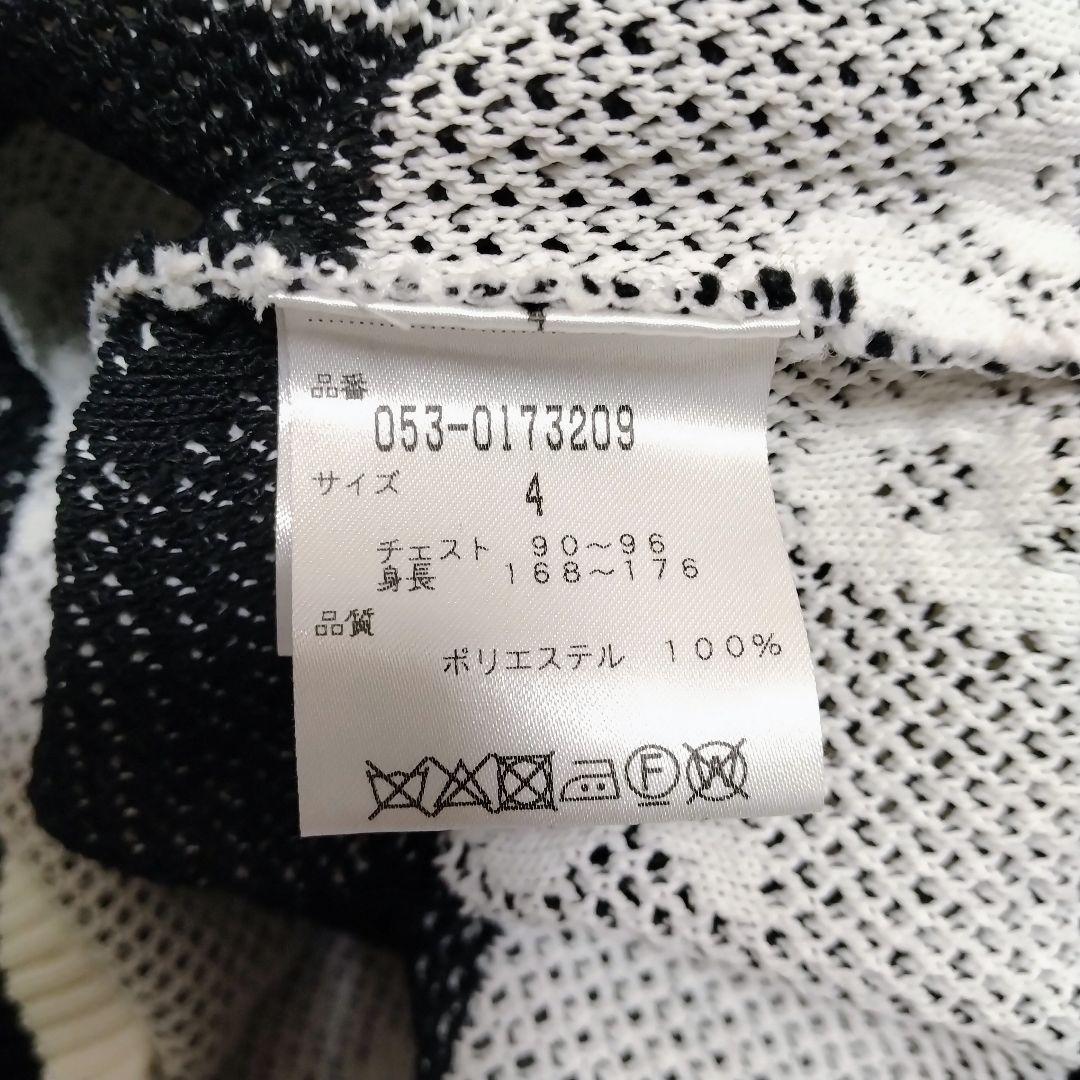 品番
053-0173209
サイズ 4
チェスト 90～96
身長 168～176
品質
ポリエステル 100%
F W